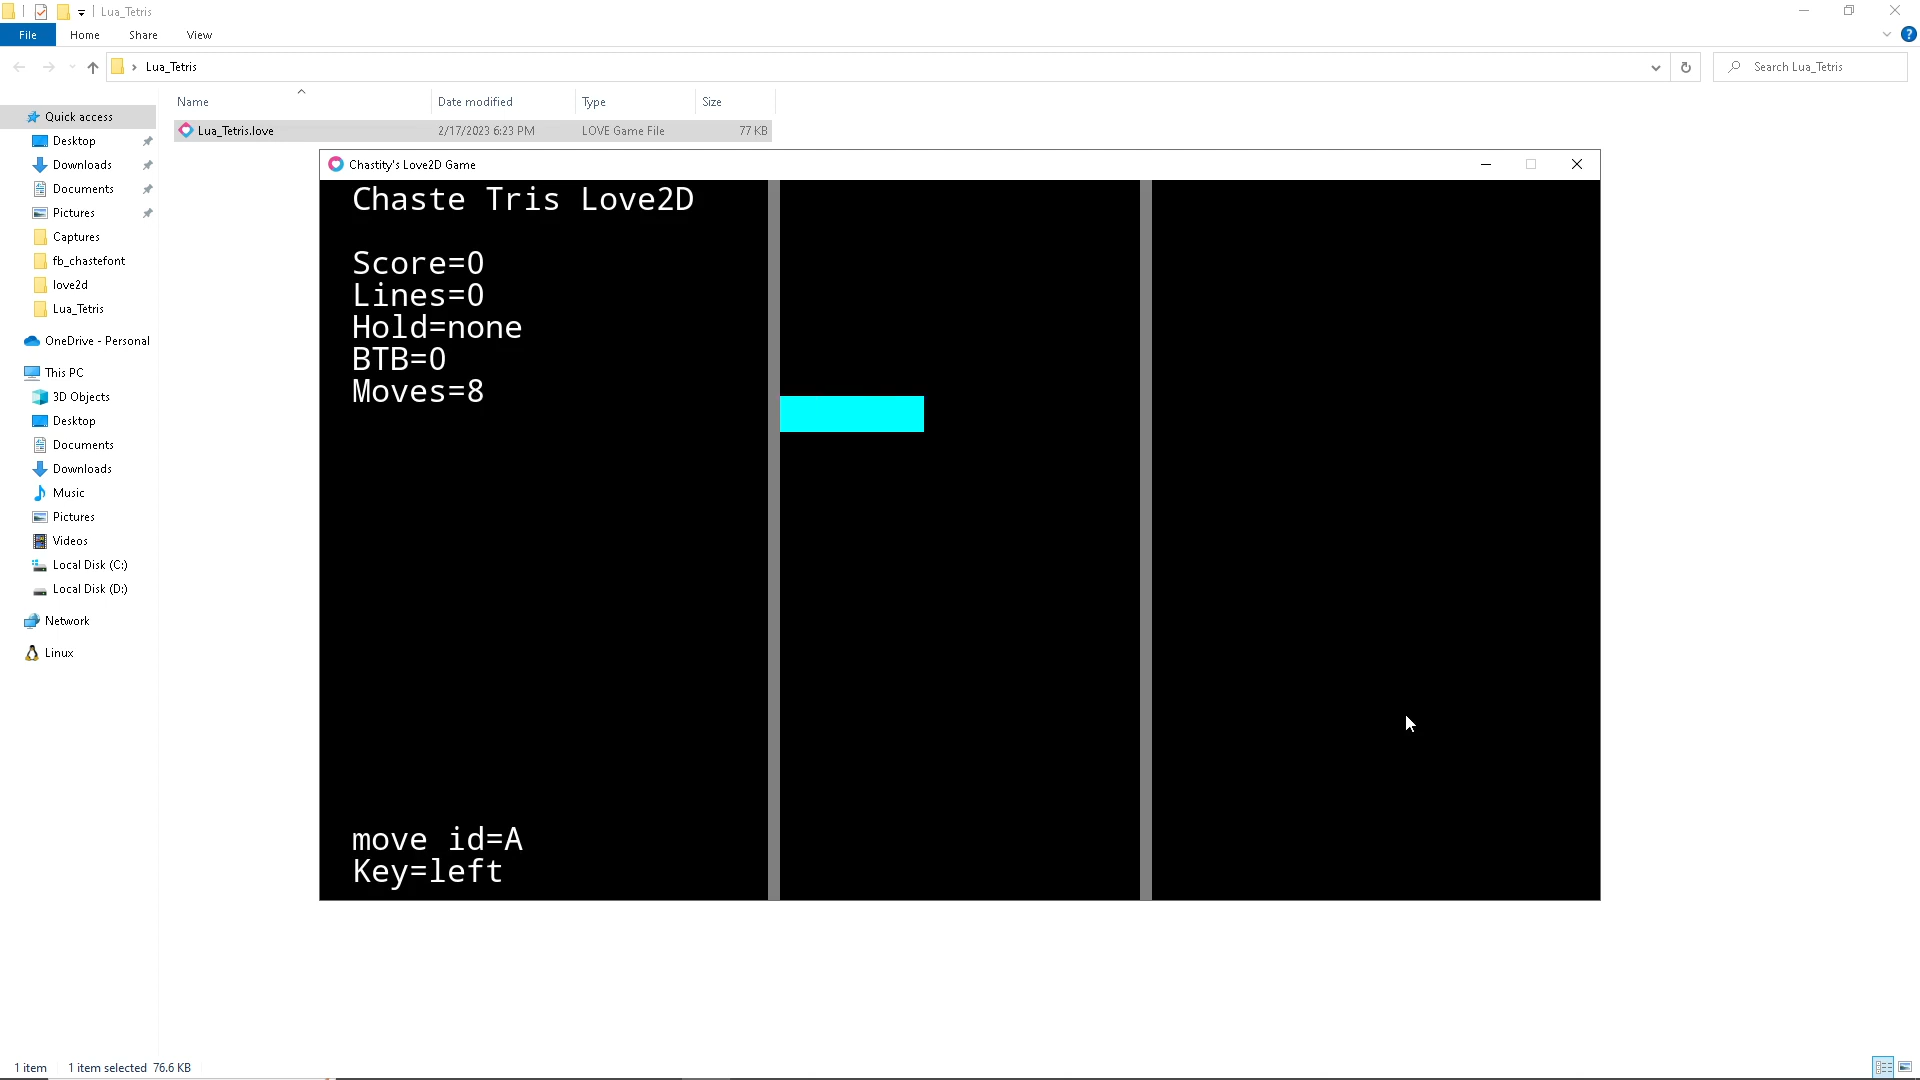 Lua_Tetris
File Home Share View
Lua_Tetris
Search Lua_Tetris
Name Date modified Type Size
Lua_Tetris.love 2/17/2023 6:23 PM LOVE Game File 77 KB
Quick access
Desktop
Downloads
Documents
Pictures
Captures
fb_chastefont
love2d
Lua_Tetris
OneDrive - Personal
This PC
3D Objects
Desktop
Documents
Downloads
Music
Pictures
Videos
Local Disk (C:)
Local Disk (D:)
Network
Linux
Chastity's Love2D Game
Chaste Tris Love2D
Score=0
Lines=0
Hold=none
BTB=0
Moves=8
move id=A
Key=left
1 item 1 item selected 76.6 KB